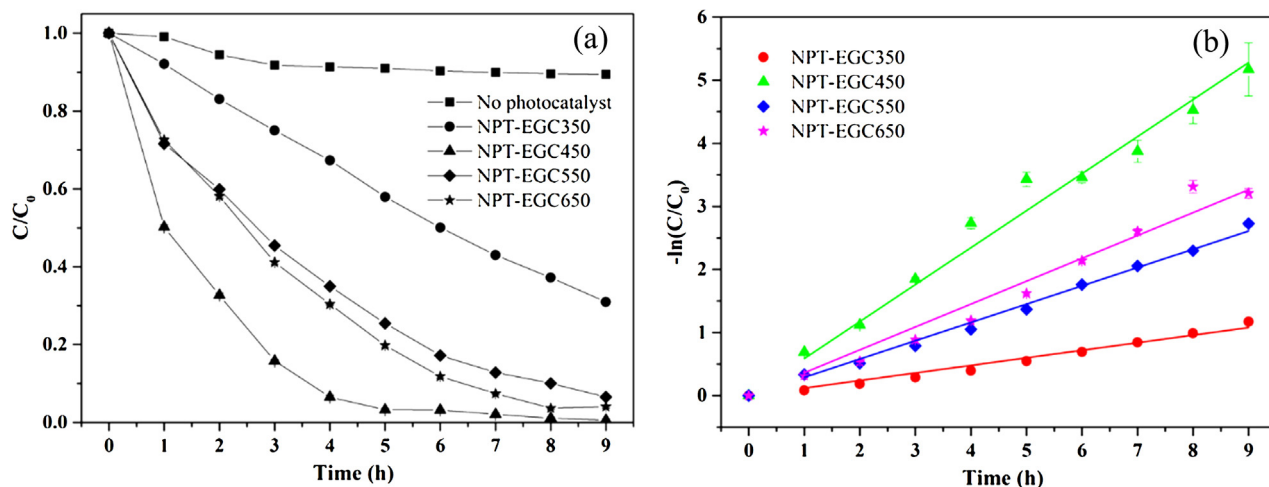 (a)
1.0
0.8
0.6
0.4
0.2
0.0
C/C0
No photocatalyst
NPT-EGC350
NPT-EGC450
NPT-EGC550
NPT-EGC650
0 1 2 3 4 5 6 7 8 9
Time (h)
(b)
-6
5
4
3
2
1
0
-ln(C/C0)
NPT-EGC350
NPT-EGC450
NPT-EGC550
NPT-EGC650
0 1 2 3 4 5 6 7 8 9
Time (h)